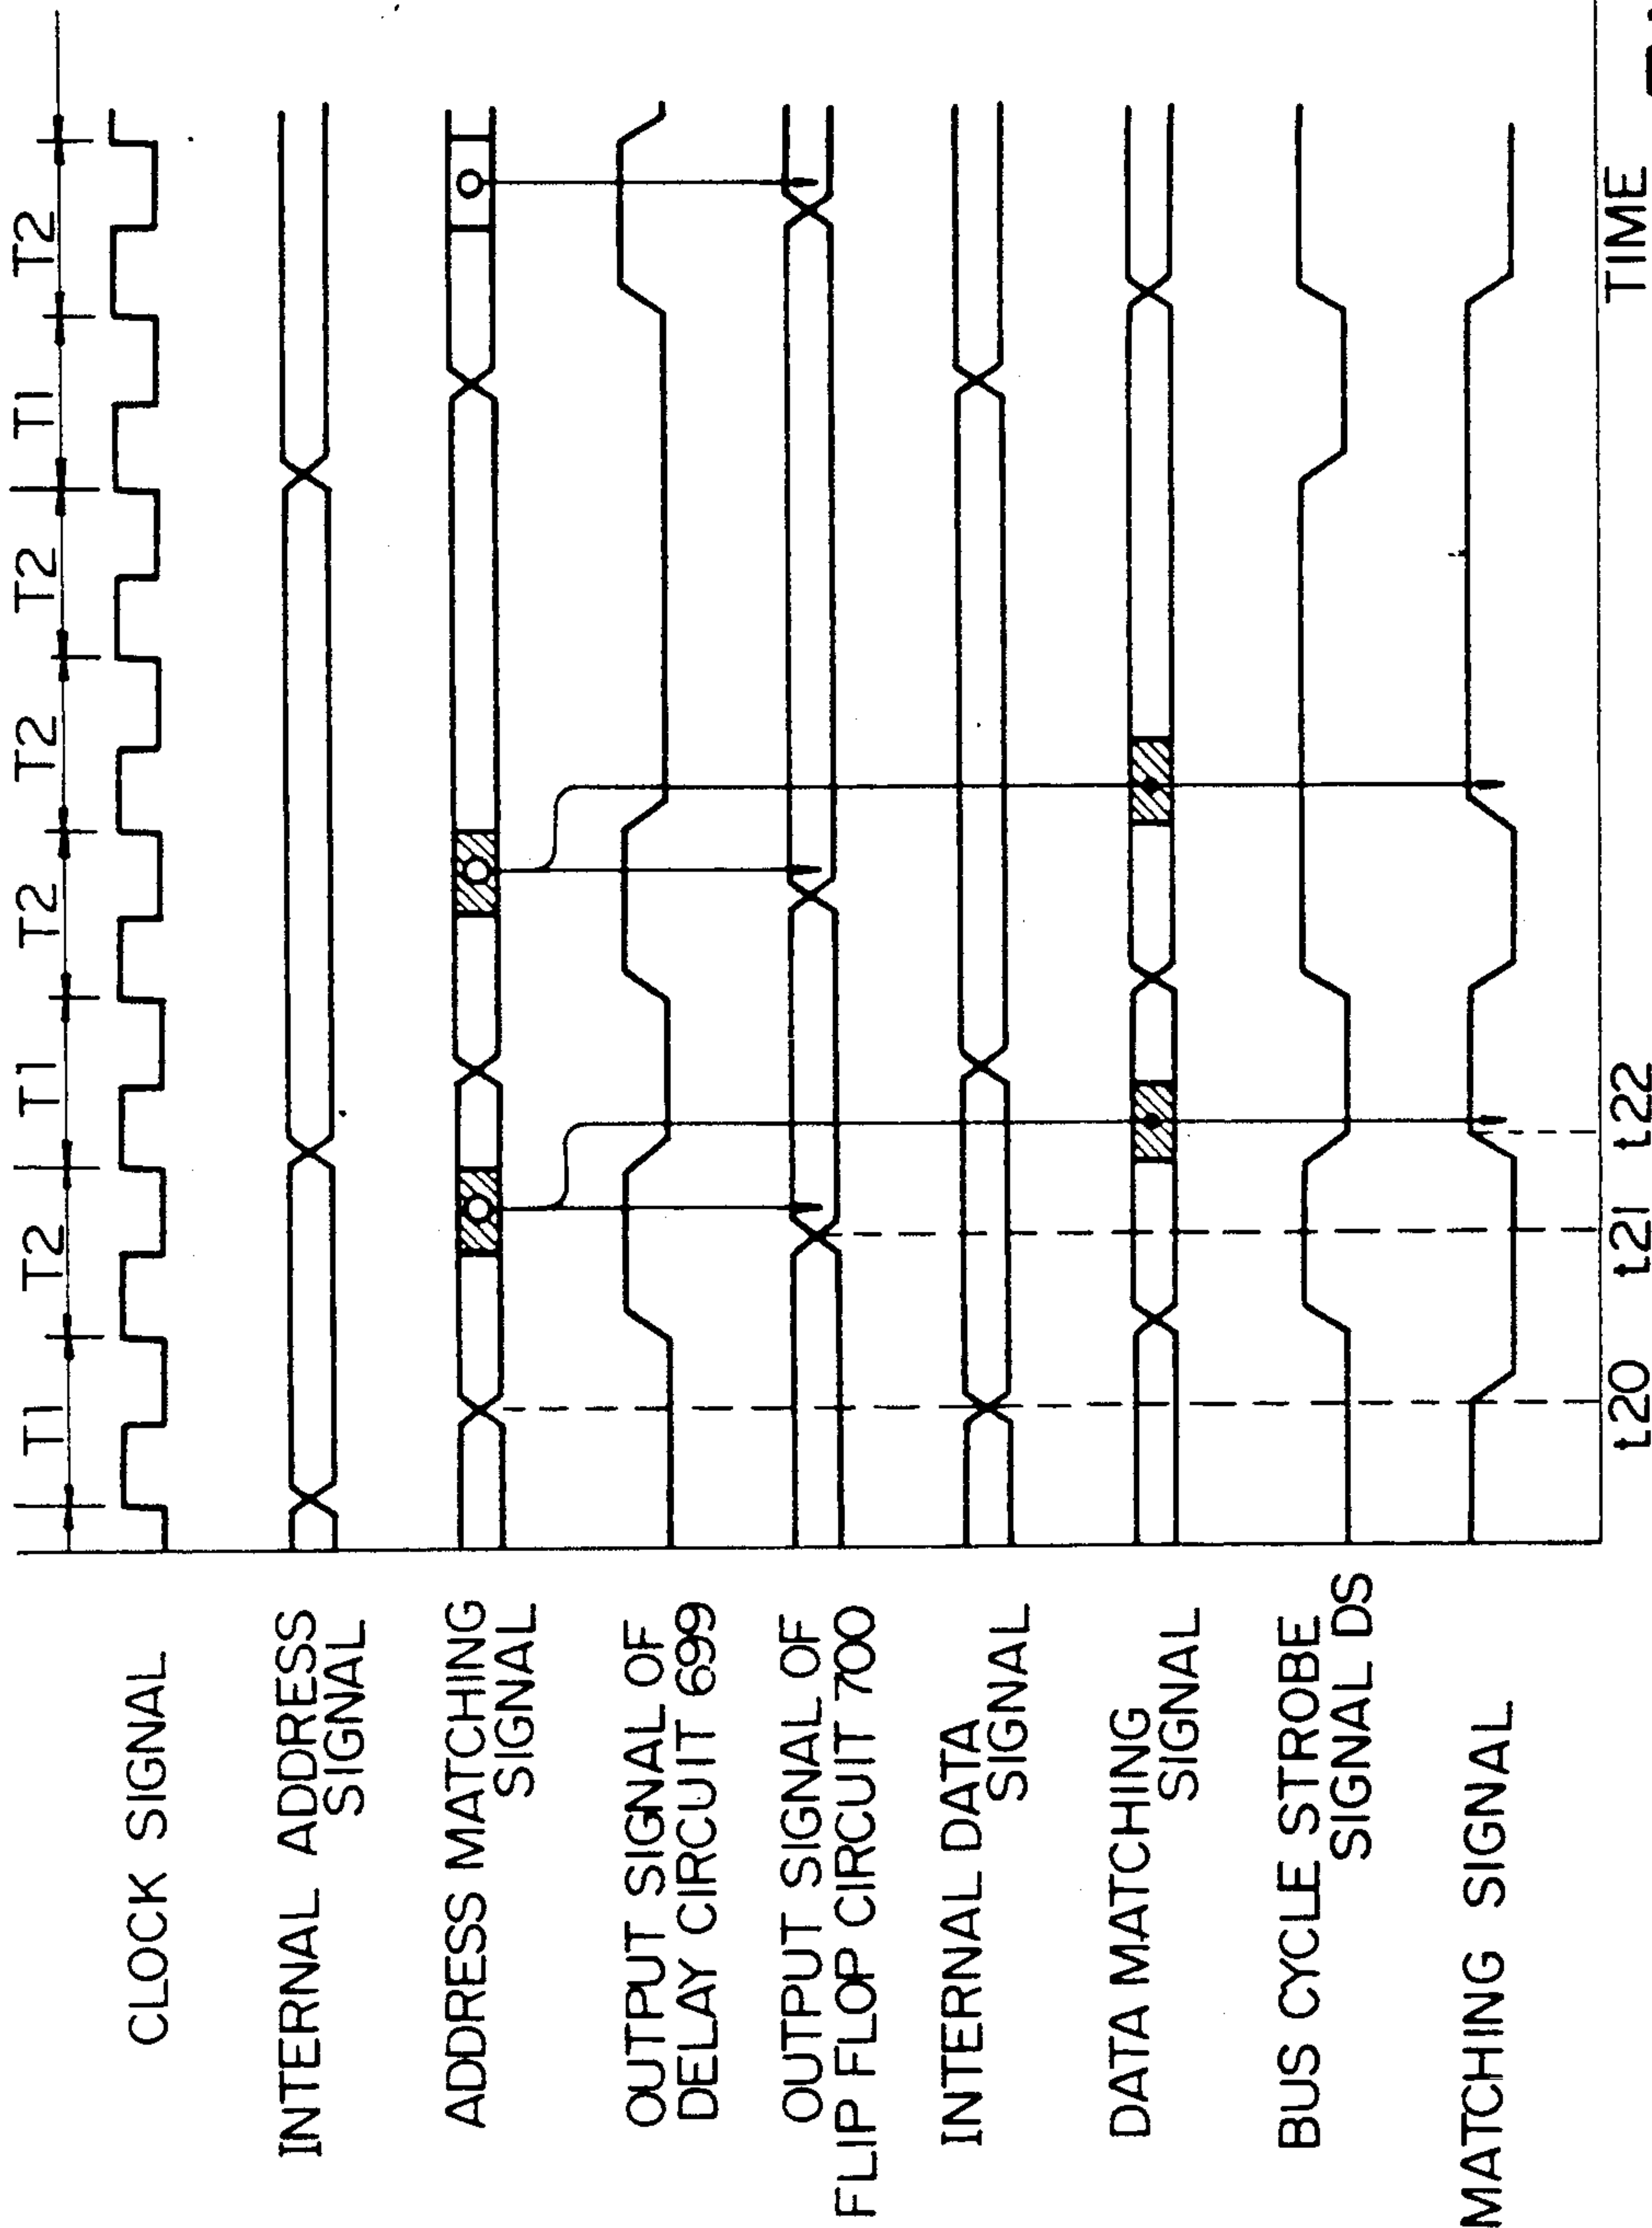 T1 T2 T1 T2 T2 T2 T1 T2
CLOCK SIGNAL
INTERNAL ADDRESS
SIGNAL
ADDRESS MATCHING
SIGNAL
OUTPUT SIGNAL OF
DELAY CIRCUIT 699
OUTPUT SIGNAL OF
FLIP FLOP CIRCUIT 700
INTERNAL DATA
SIGNAL
DATA MATCHING
SIGNAL
BUS CYCLE STROBE
SIGNAL DS
MATCHING SIGNAL
t20 t21 t22 TIME